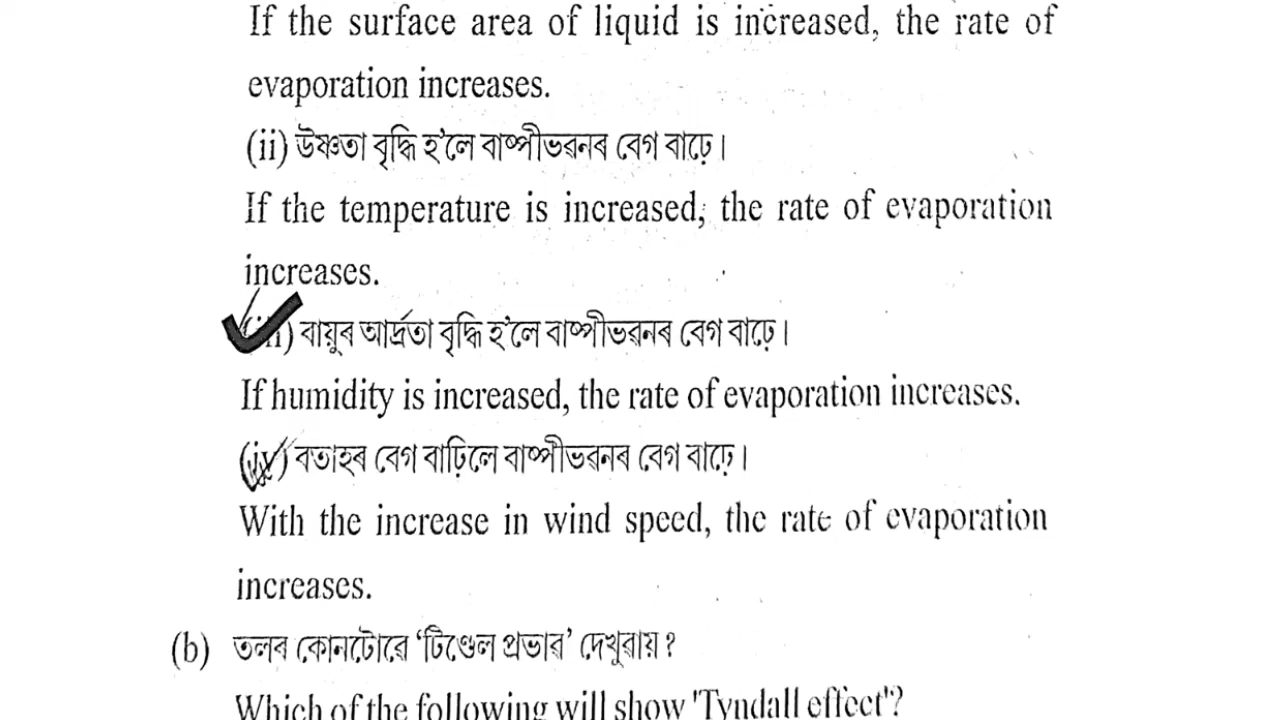 If the surface area of liquid is increased, the rate of
evaporation increases.
(ii) উষ্ণতা বৃদ্ধি হ'লে বাষ্পীভৱনৰ বেগ বাঢ়ে।
If the temperature is increased, the rate of evaporation
increases.
(iii) বায়ুৰ আৰ্দ্ৰতা বৃদ্ধি হ'লে বাষ্পীভৱনৰ বেগ বাঢ়ে।
If humidity is increased, the rate of evaporation increases.
(iv) বতাহৰ বেগ বাঢ়িলে বাষ্পীভৱনৰ বেগ বাঢ়ে।
With the increase in wind speed, the rate of evaporation
increases.
(b) তলৰ কোনটোৱে ‘টিণ্ডেল প্ৰভাৱ’ দেখুৱায় ?
Which of the following will show 'Tyndall effect'?